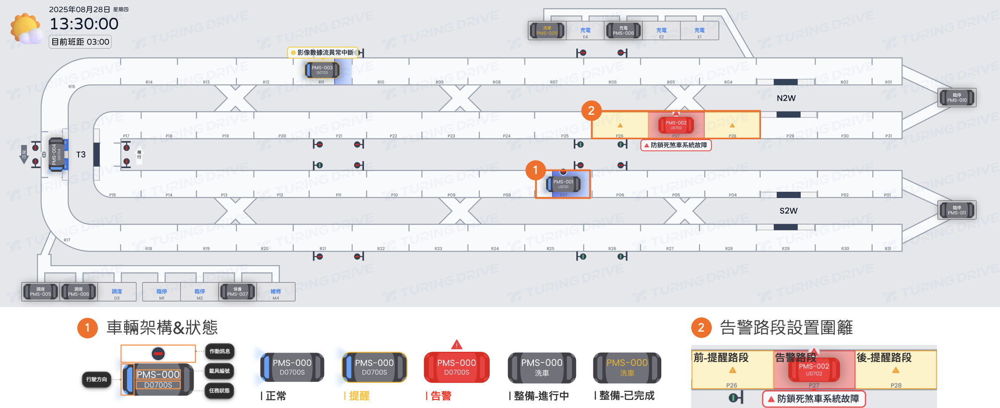 2025年08月28日 星期四
13:30:00
目前班距 03:00
洗車
PMS-009
充電
E4
充電
PMS-006
充電
E2
充電
E1
影像數據流異常中斷
PMS-003
D0703
R15
R14
R13
R12
R11
R10
R09
R08
R07
R06
R05
R04
R02
R01
N2W
臨停
PMS-010
2
PMS-002
U0702
P17
P18
P19
P20
P21
P22
P23
P24
P25
P26
P27
P28
P29
P30
P31
防鎖死煞車系統故障
逆行
PMS-004
D0704
T3
順行
1
PMS-001
U0701
P15
P14
P13
P12
P11
P10
P09
P08
P07
P06
P05
P04
P02
P01
S2W
臨停
PMS-011
R17
R18
R19
R20
R21
R22
R23
R24
R25
R26
R27
R28
R29
R30
R31
調度
PMS-005
調度
PMS-006
調度
D3
臨停
M1
臨停
M2
保養
PMS-007
維修
M4
TURING DRIVE
1 車輛架構&狀態
作動訊息
載具編號
任務狀態
行駛方向
PMS-000
D0700S
PMS-000
D0700S
正常
PMS-000
D0700S
提醒
PMS-000
D0700S
告警
PMS-000
洗車
整備-進行中
PMS-000
洗車
整備-已完成
2 告警路段設置圍籬
前-提醒路段
告警路段
後-提醒路段
PMS-002
U0702
P26
P27
P28
防鎖死煞車系統故障